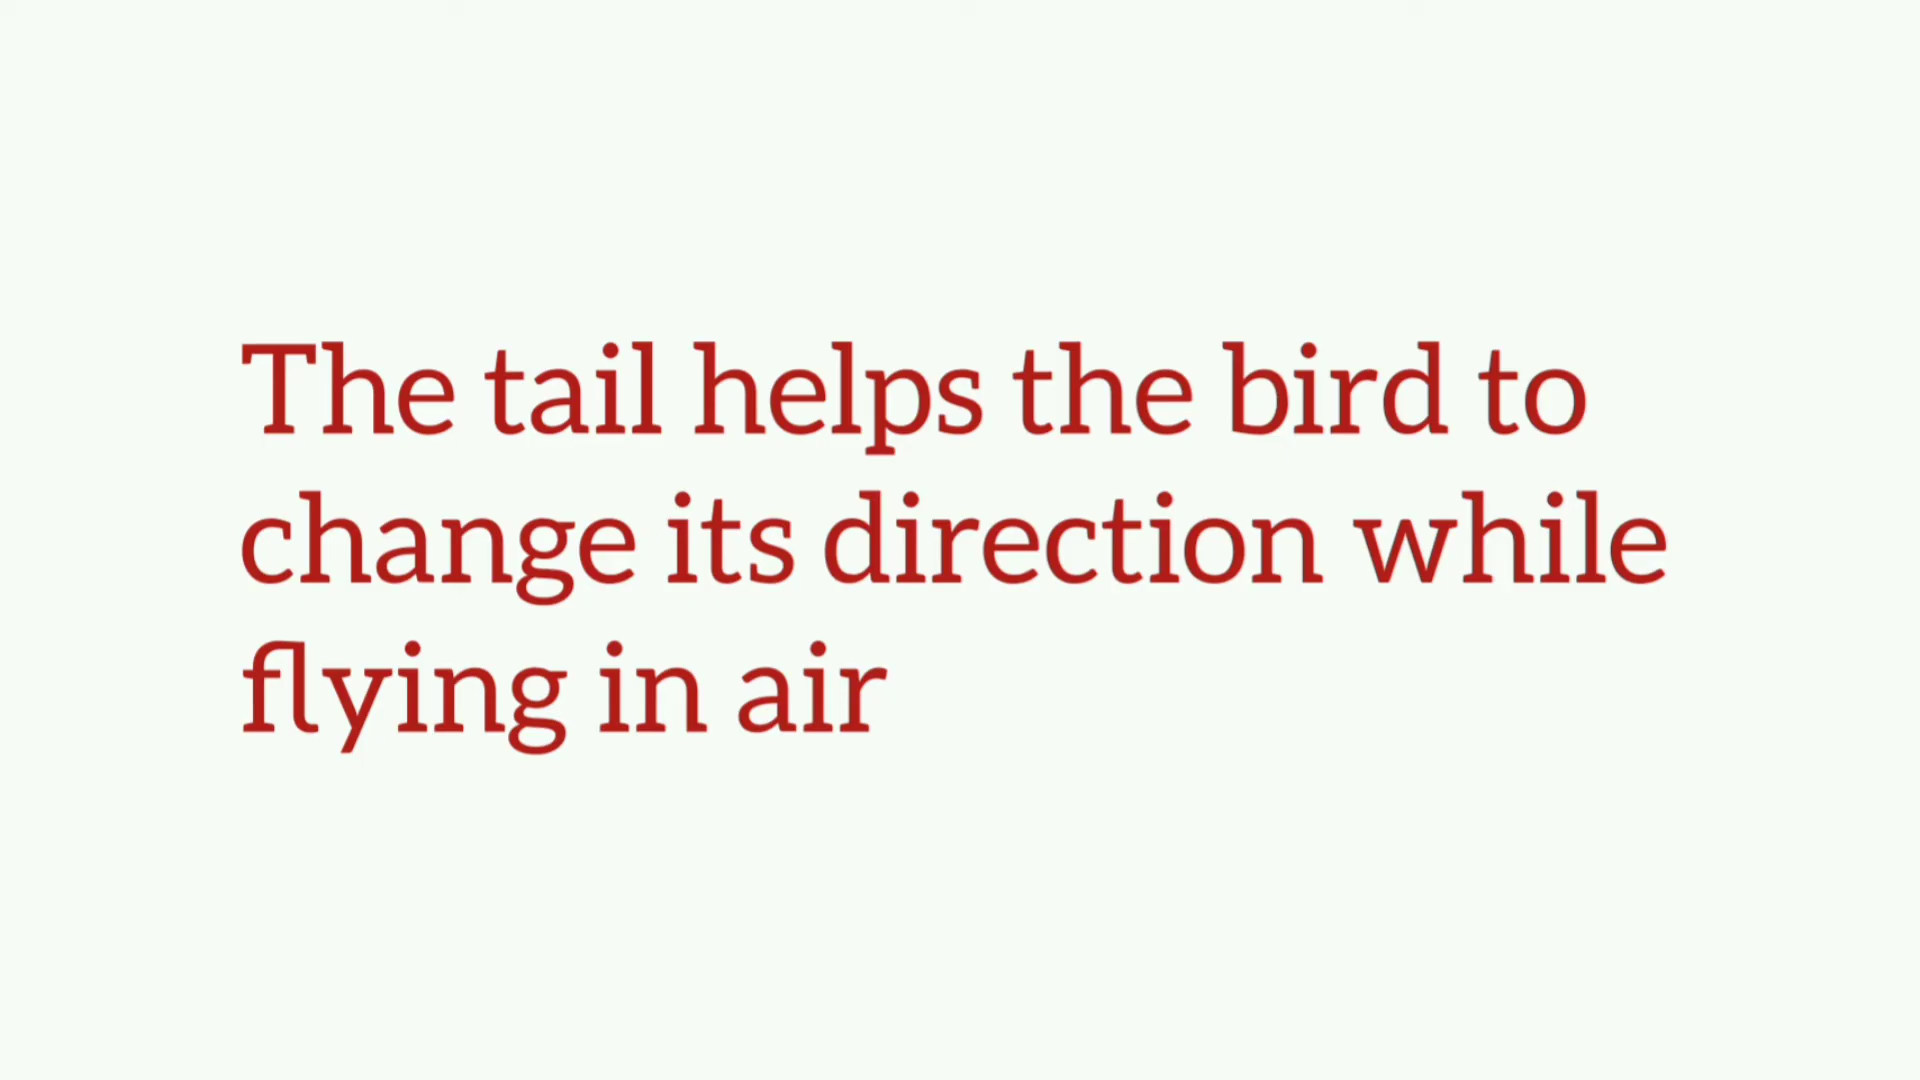 The tail helps the bird to
change its direction while
flying in air